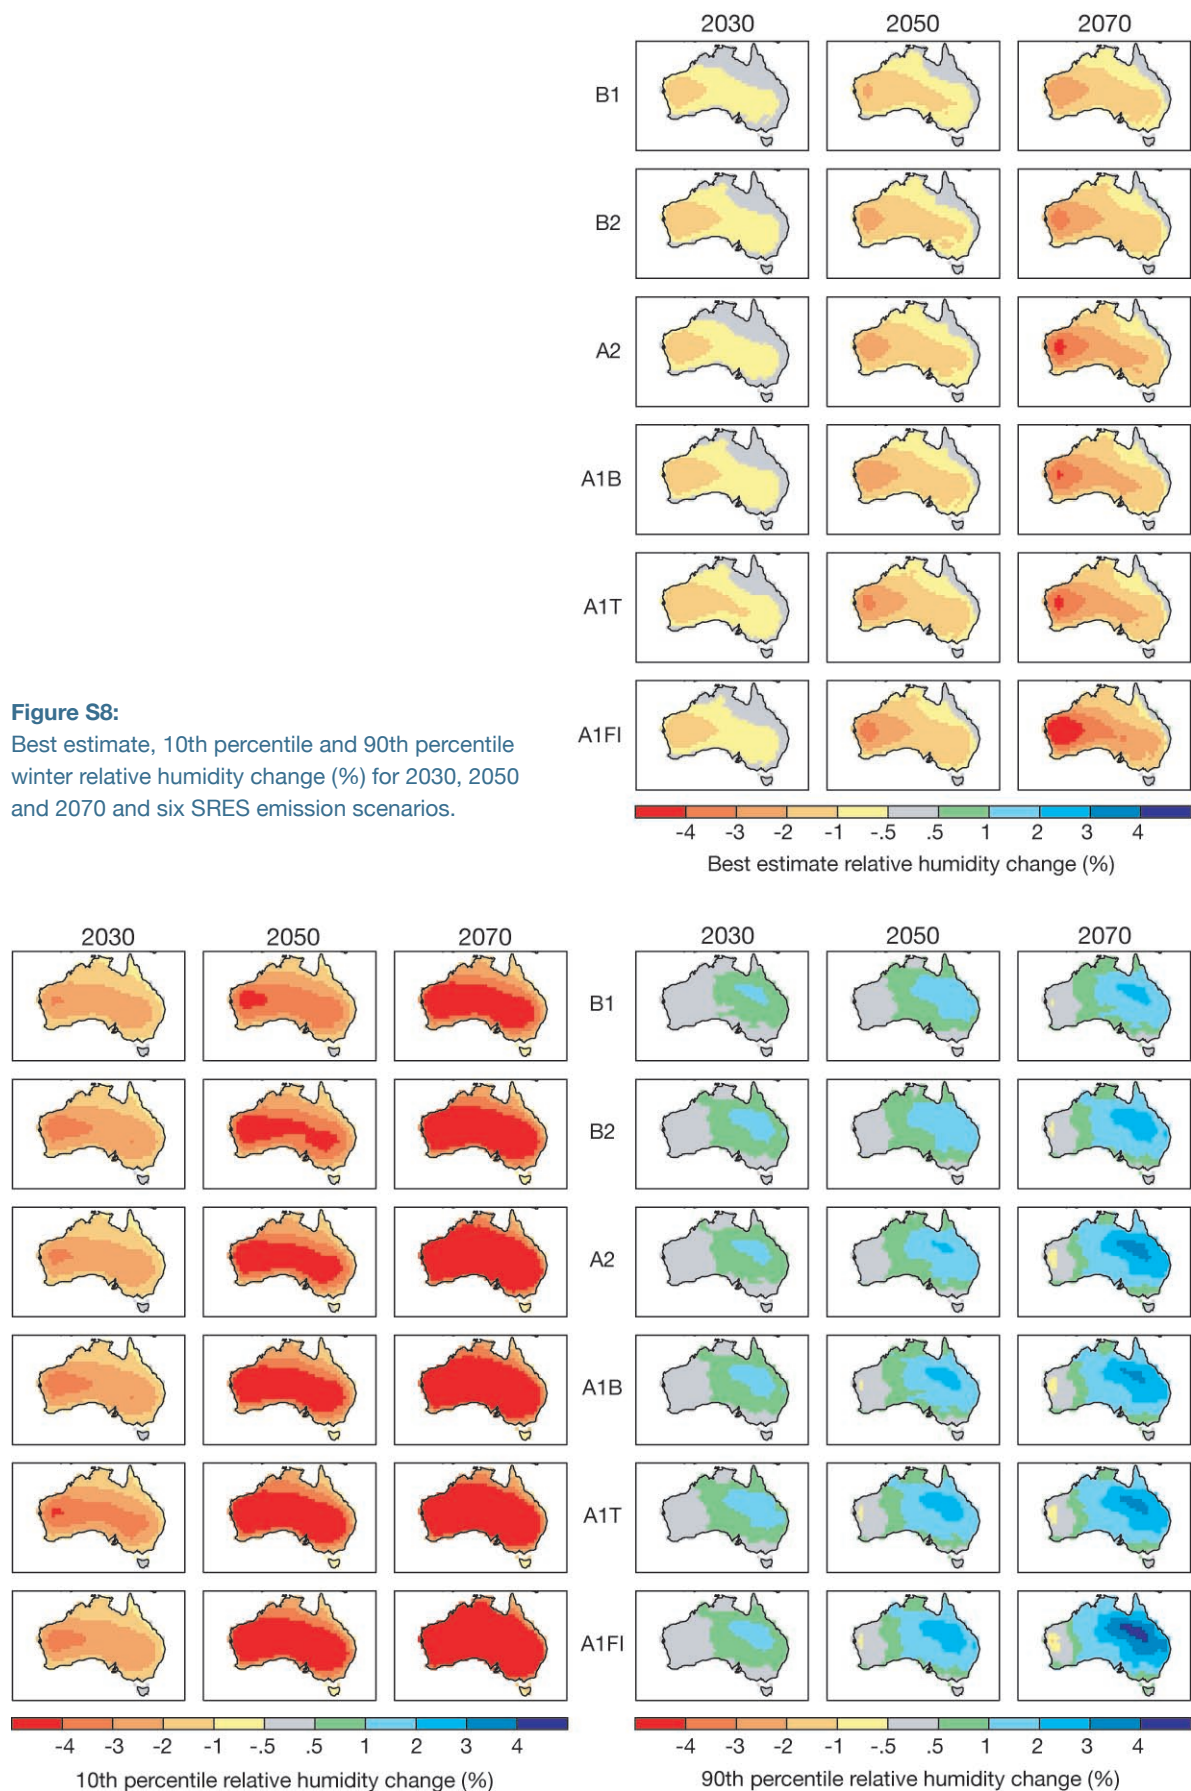 2030 2050 2070
B1
B2
A2
A1B
A1T
A1FI
Figure S8:
Best estimate, 10th percentile and 90th percentile
winter relative humidity change (%) for 2030, 2050
and 2070 and six SRES emission scenarios.
-4 -3 -2 -1 -.5 .5 1 2 3 4
Best estimate relative humidity change (%)
2030 2050 2070 2030 2050 2070
B1
B2
A2
A1B
A1T
A1FI
-4 -3 -2 -1 -.5 .5 1 2 3 4
10th percentile relative humidity change (%)
-4 -3 -2 -1 -.5 .5 1 2 3 4
90th percentile relative humidity change (%)